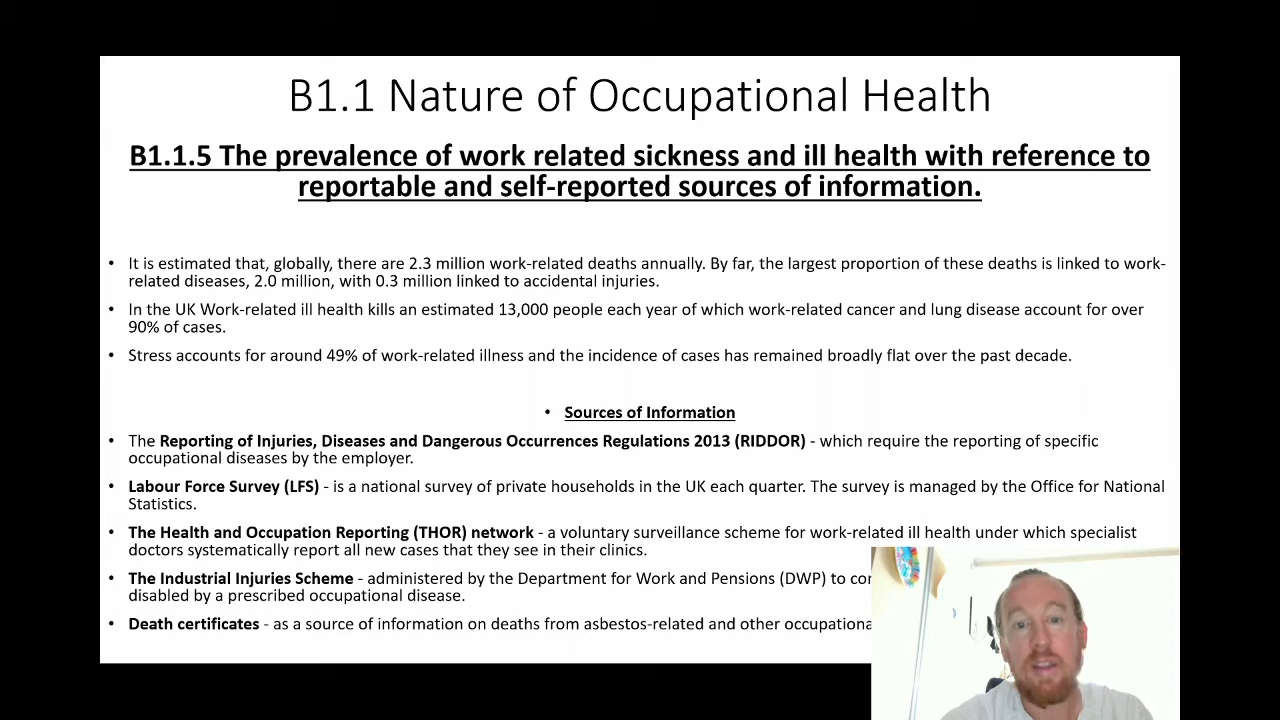 B1.1 Nature of Occupational Health
B1.1.5 The prevalence of work related sickness and ill health with reference to
reportable and self-reported sources of information.
• It is estimated that, globally, there are 2.3 million work-related deaths annually. By far, the largest proportion of these deaths is linked to work-
related diseases, 2.0 million, with 0.3 million linked to accidental injuries.
• In the UK Work-related ill health kills an estimated 13,000 people each year of which work-related cancer and lung disease account for over
90% of cases.
• Stress accounts for around 49% of work-related illness and the incidence of cases has remained broadly flat over the past decade.
• Sources of Information
• The Reporting of Injuries, Diseases and Dangerous Occurrences Regulations 2013 (RIDDOR) - which require the reporting of specific
occupational diseases by the employer.
• Labour Force Survey (LFS) - is a national survey of private households in the UK each quarter. The survey is managed by the Office for National
Statistics.
• The Health and Occupation Reporting (THOR) network - a voluntary surveillance scheme for work-related ill health under which specialist
doctors systematically report all new cases that they see in their clinics.
• The Industrial Injuries Scheme - administered by the Department for Work and Pensions (DWP) to
disabled by a prescribed occupational disease.
• Death certificates - as a source of information on deaths from asbestos-related and other